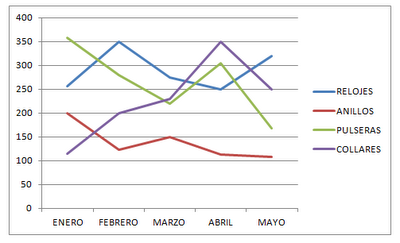 400
350
300
250
200
150
100
50
0
ENERO FEBRERO MARZO ABRIL MAYO
RELOJES
ANILLOS
PULSERAS
COLLARES